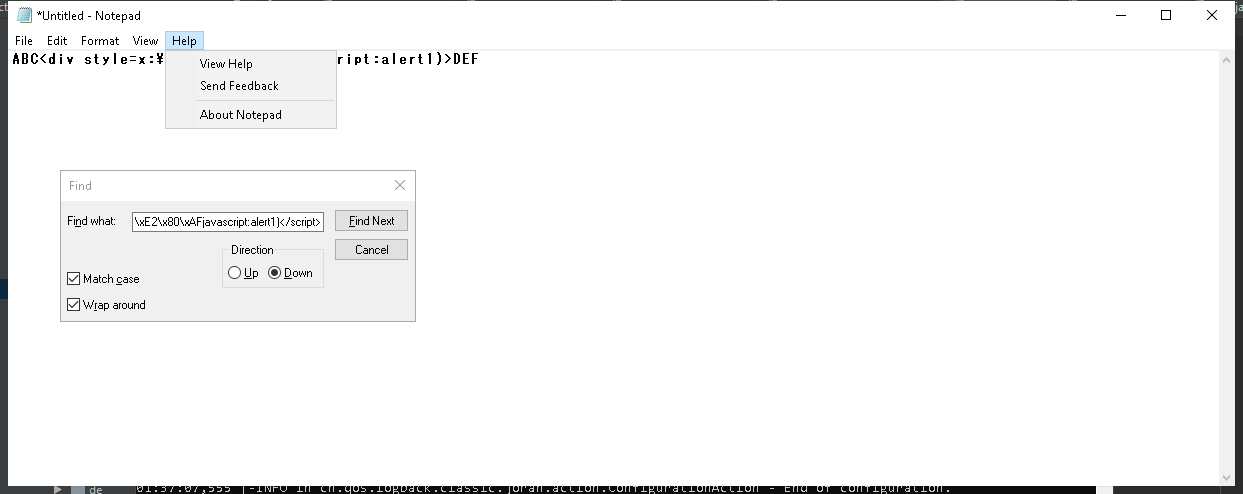 *Untitled - Notepad
File Edit Format View Help
ABC<div style=x:¥ ript:alert1)>DEF
View Help
Send Feedback
About Notepad
Find
Find what: \xE2\x80\xAFjavascript:alert1)</script> Find Next
Direction Cancel
Up Down
Match case
Wrap around
de 01:37:07,555 |-INFO in ch.qos.logback.classic.joran.action.ConfigurationAction - End of configuration.